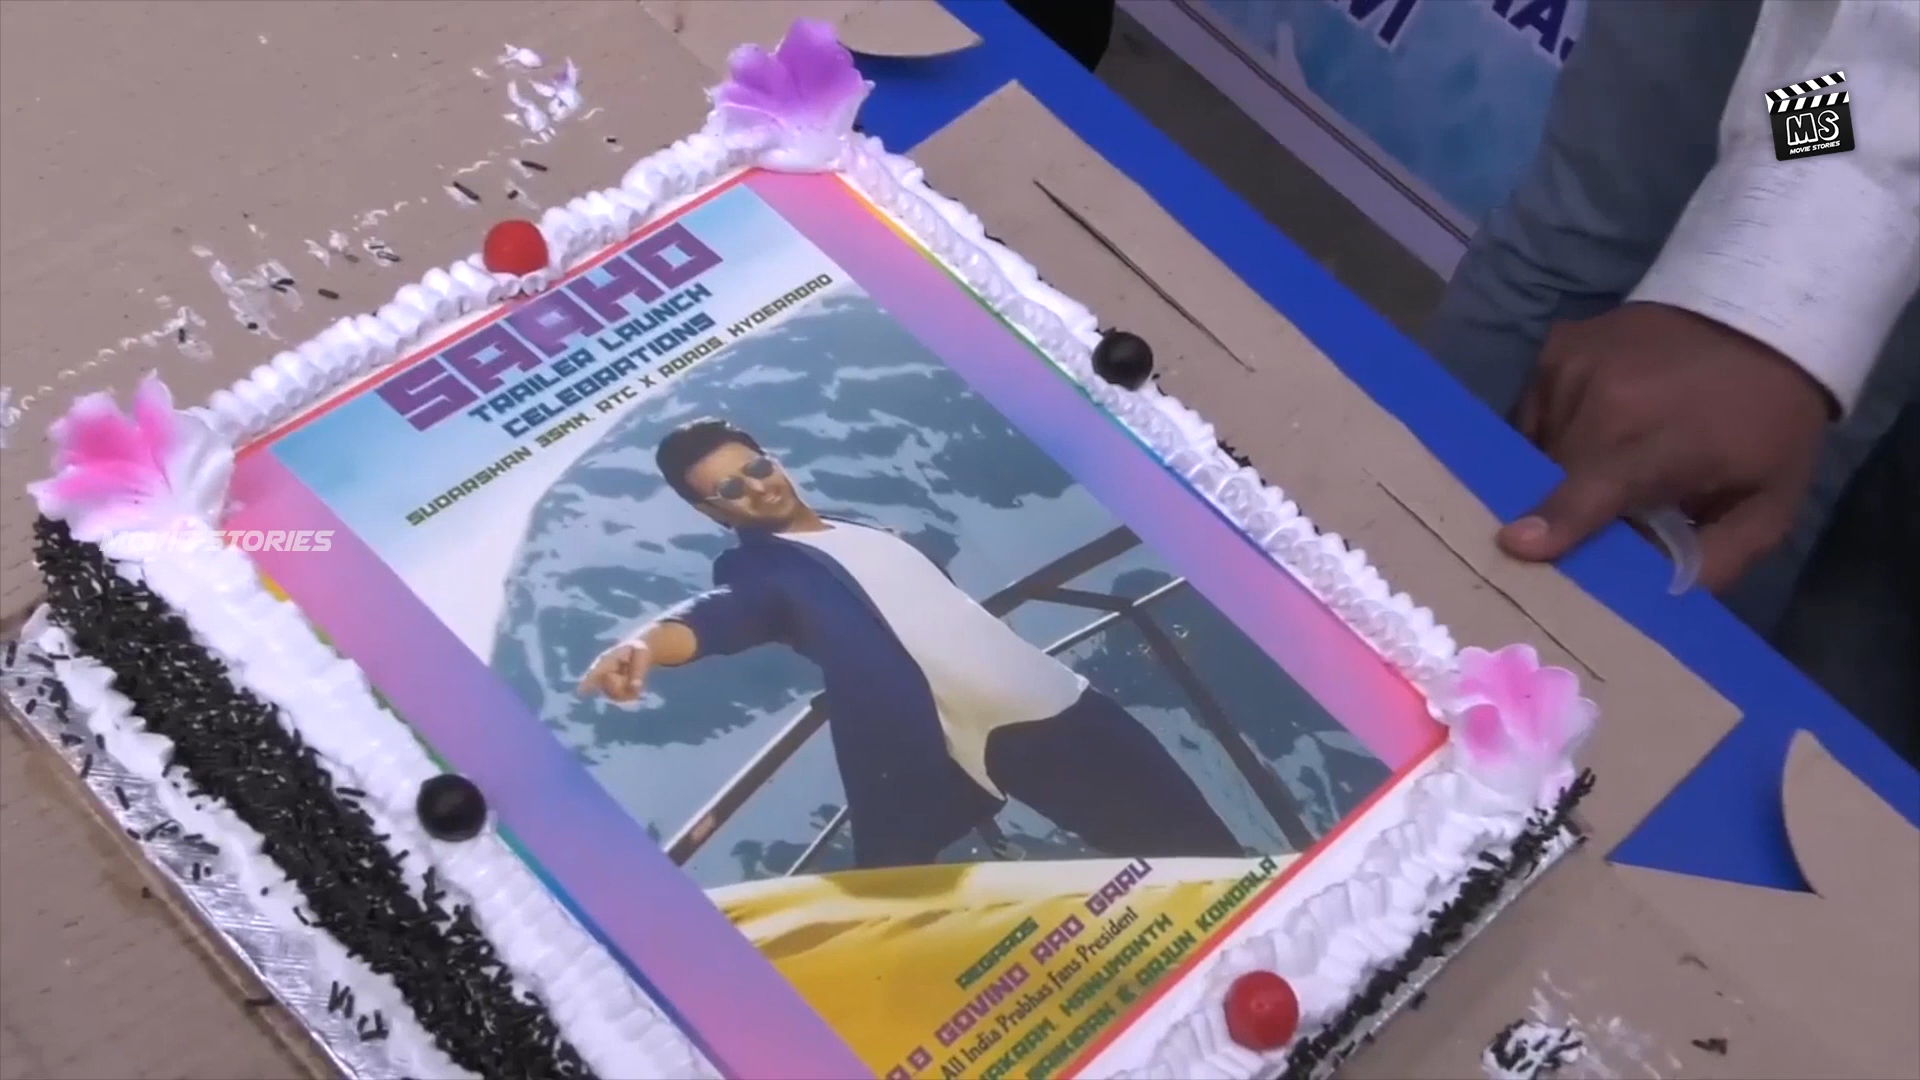 SAAHO
TRAILER LAUNCH
CELEBRATIONS
SUDARSHAN 35MM, RTC X ROADS, HYDERABAD
REGARDS
GOVIND RAO GARU
All India Prabhas fans President
HANUMANTH
& ARJUN KONDALA
MS
MOVIE STORIES
MOVIE STORIES